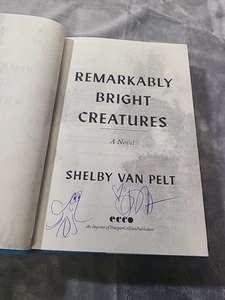 REMARKABLY
BRIGHT
CREATURES
A Novel
SHELBY VAN PELT
ecco
An Imprint of HarperCollinsPublishers